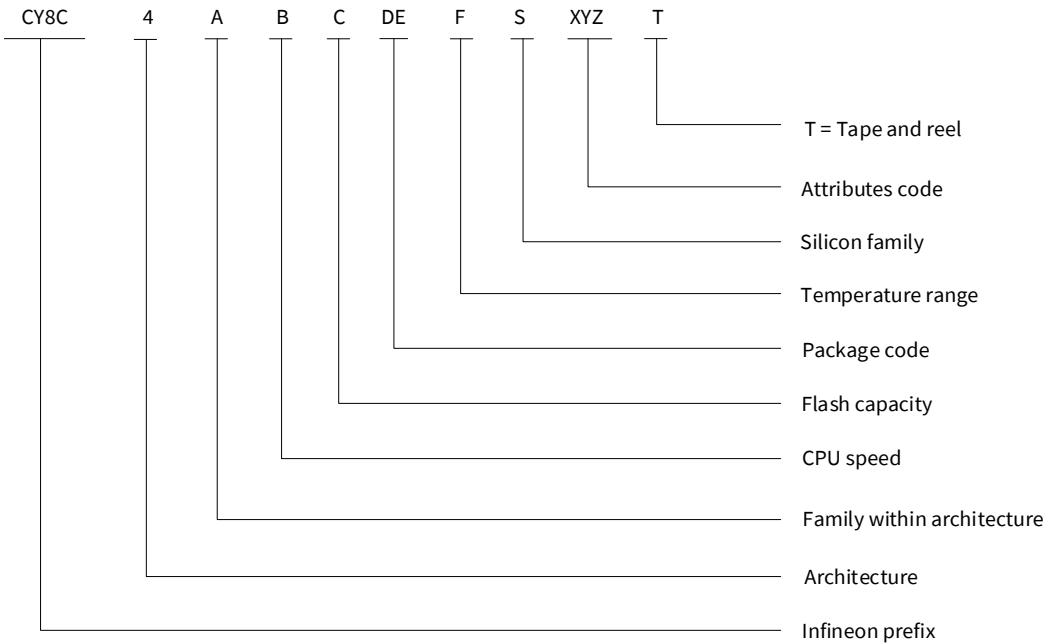 CY8C 4 A B C DE F S XYZ T
T = Tape and reel
Attributes code
Silicon family
Temperature range
Package code
Flash capacity
CPU speed
Family within architecture
Architecture
Infineon prefix